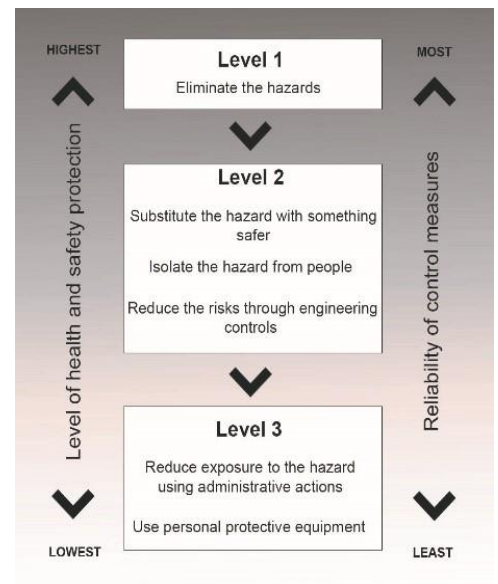 HIGHEST
MOST
Level 1
Eliminate the hazards
Level of health and safety protection
Reliability of control measures
Level 2
Substitute the hazard with something
safer
Isolate the hazard from people
Reduce the risks through engineering
controls
Level 3
Reduce exposure to the hazard
using administrative actions
Use personal protective equipment
LOWEST
LEAST